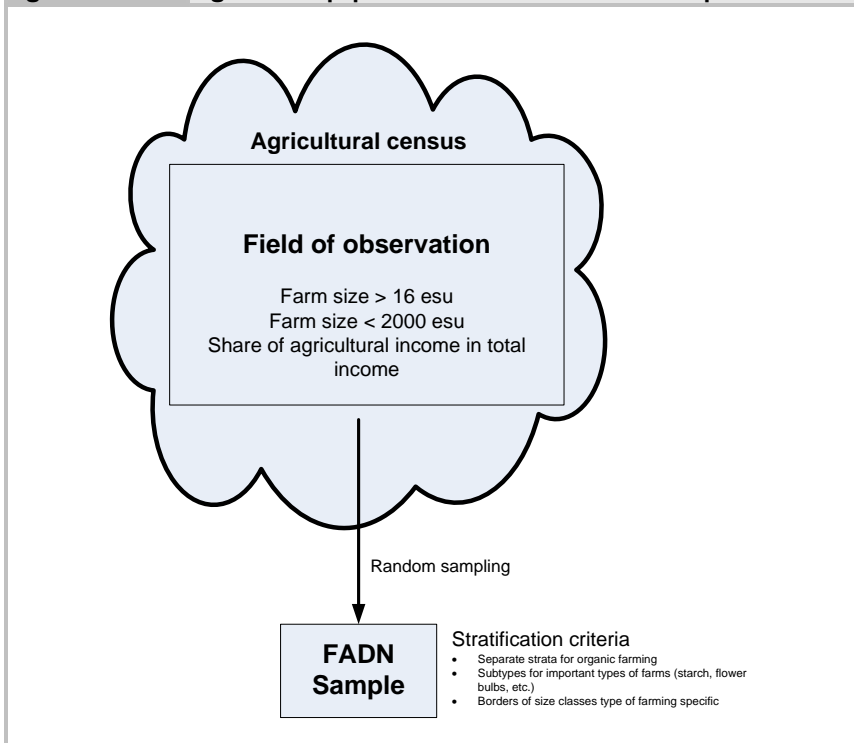 Agricultural census
Field of observation
Farm size > 16 esu
Farm size < 2000 esu
Share of agricultural income in total
income
Random sampling
FADN
Sample
Stratification criteria
• Separate strata for organic farming
• Subtypes for important types of farms (starch, flower
bulbs, etc.)
• Borders of size classes type of farming specific